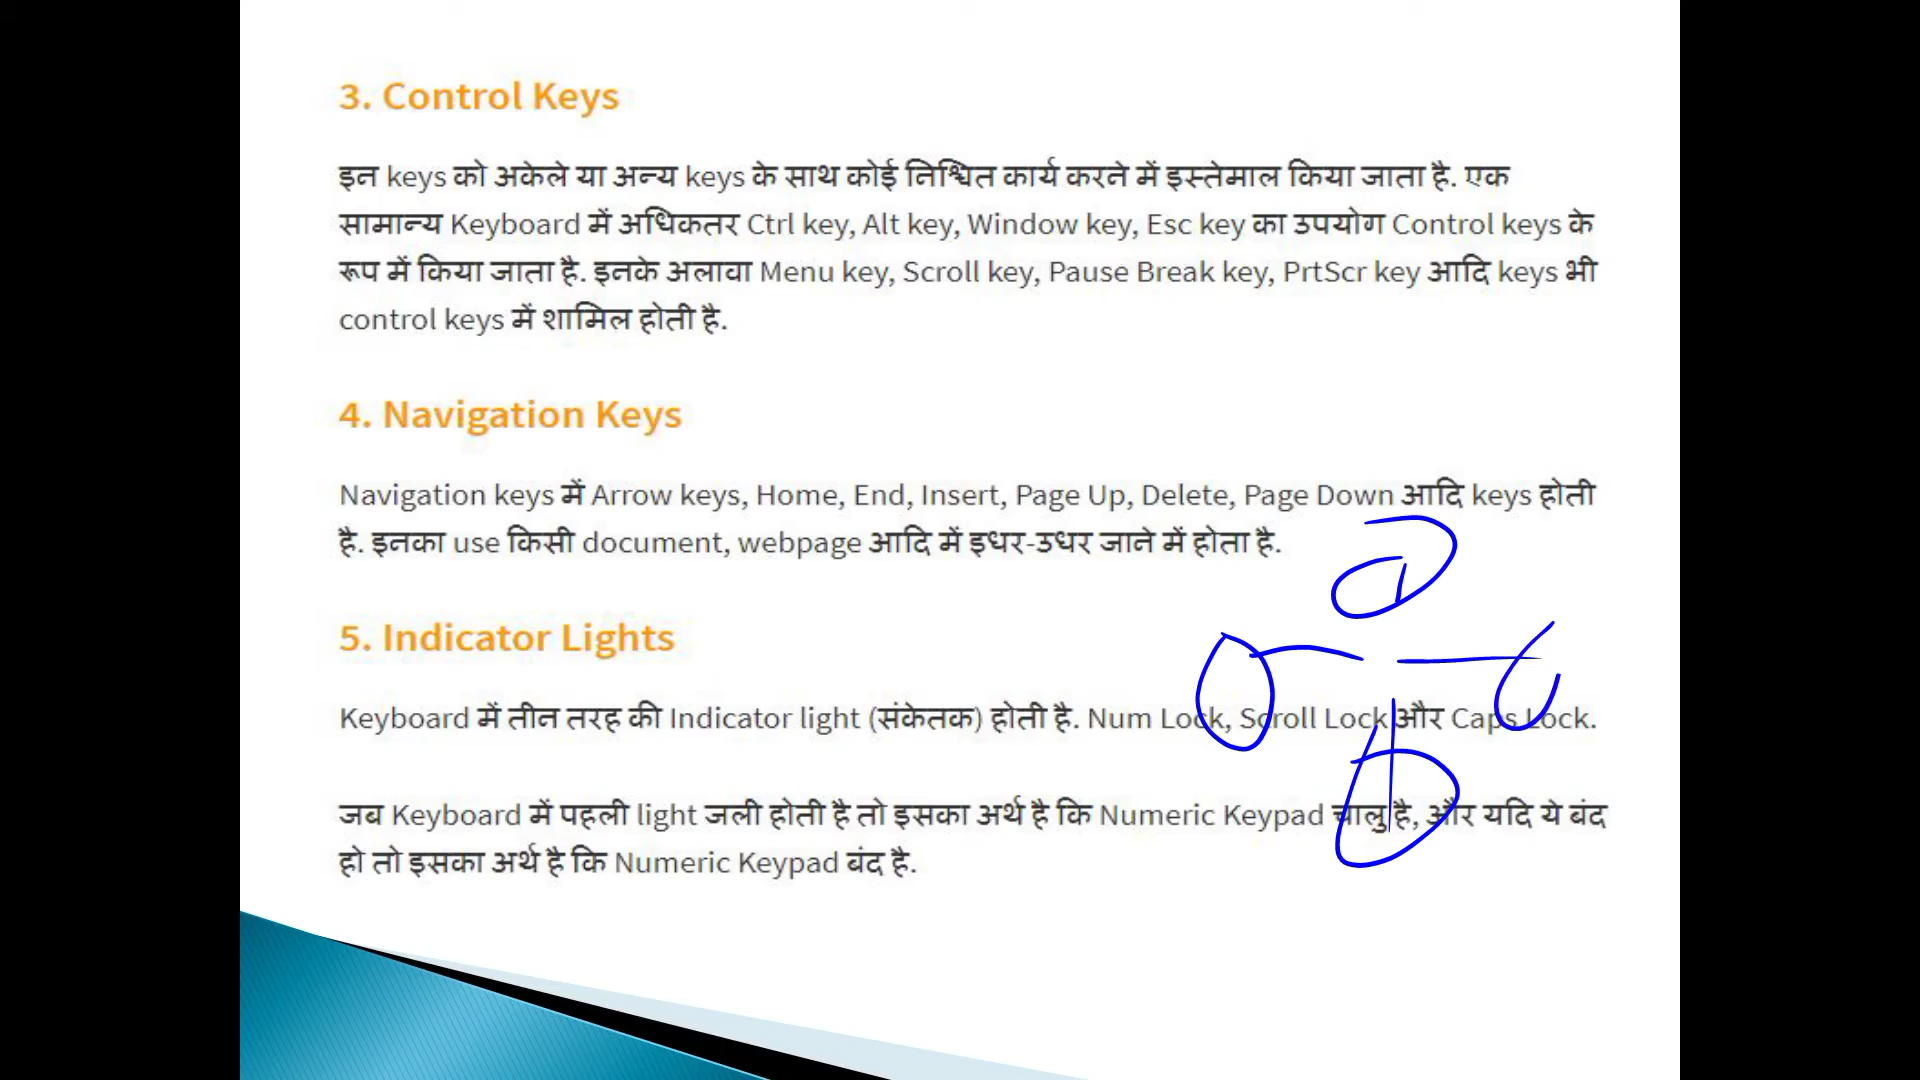 3. Control Keys
इन keys को अकेले या अन्य keys के साथ कोई निश्चित कार्य करने में इस्तेमाल किया जाता है. एक
सामान्य Keyboard में अधिकतर Ctrl key, Alt key, Window key, Esc key का उपयोग Control keys के
रूप में किया जाता है. इनके अलावा Menu key, Scroll key, Pause Break key, PrtScr key आदि keys भी
control keys में शामिल होती है.
4. Navigation Keys
Navigation keys में Arrow keys, Home, End, Insert, Page Up, Delete, Page Down आदि keys होती
है. इनका use किसी document, webpage आदि में इधर-उधर जाने में होता है.
5. Indicator Lights
Keyboard में तीन तरह की Indicator light (संकेतक) होती है. Num Lock, Scroll Lock और Caps Lock.
जब Keyboard में पहली light जली होती है तो इसका अर्थ है कि Numeric Keypad चालु है, और यदि ये बंद
हो तो इसका अर्थ है कि Numeric Keypad बंद है.